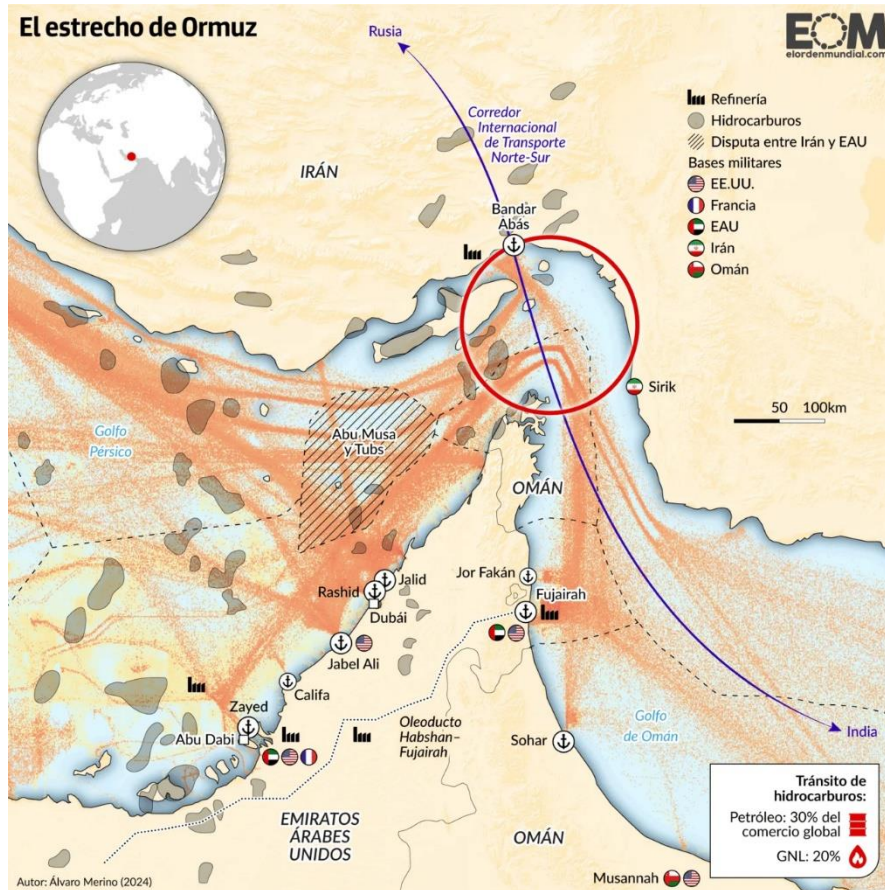 El estrecho de Ormuz
EOM
elordenmundial.com
Rusia
Corredor
Internacional
de Transporte
Norte-Sur
Refinería
Hidrocarburos
Disputa entre Irán y EAU
Bases militares
EE.UU.
Francia
EAU
Irán
Omán
IRÁN
Bandar
Abás
Sirik
50 100km
Golfo
Pérsico
Abu Musa
y Tubs
OMÁN
Jor Fakán
Fujairah
Jalid
Rashid
Dubái
Jabel Ali
Califa
Zayed
Abu Dabi
Oleoducto
Habshan–
Fujairah
Sohar
Golfo
de Omán
India
EMIRATOS
ÁRABES
UNIDOS
OMÁN
Musannah
Tránsito de
hidrocarburos:
Petróleo: 30% del
comercio global
GNL: 20%
Autor: Álvaro Merino (2024)